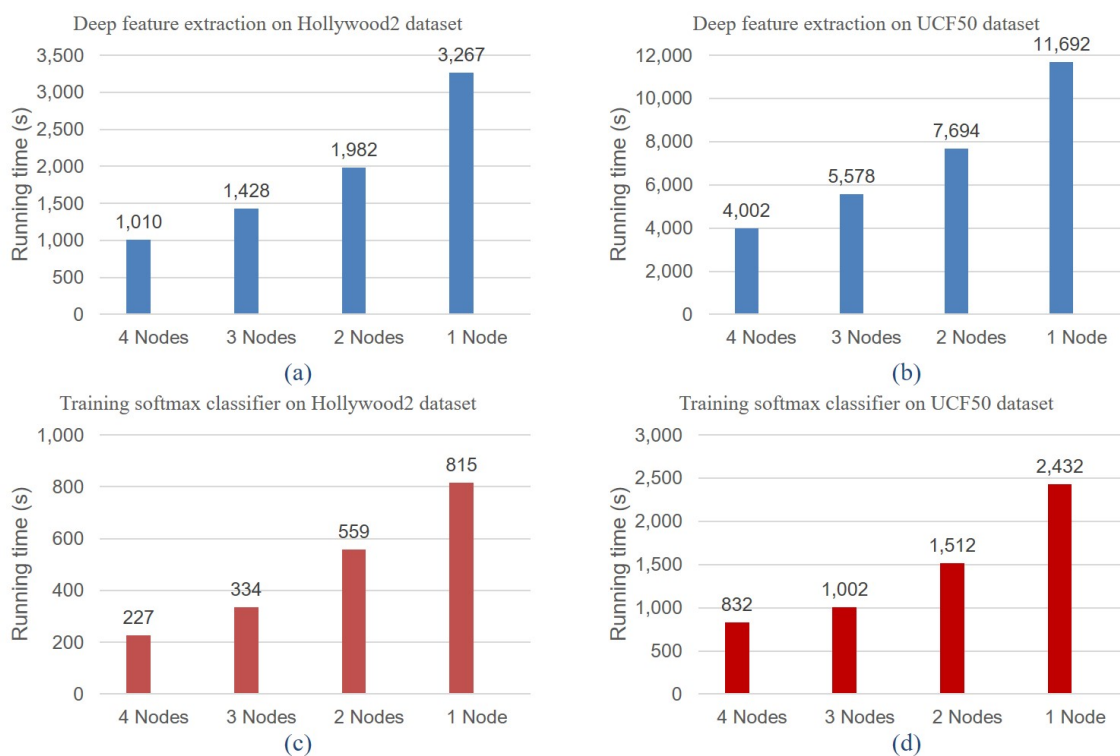 Deep feature extraction on Hollywood2 dataset
Running time (s)
3,500
3,000
2,500
2,000
1,500
1,000
500
0
1,010
1,428
1,982
3,267
4 Nodes 3 Nodes 2 Nodes 1 Node
(a)
Deep feature extraction on UCF50 dataset
Running time (s)
12,000
10,000
8,000
6,000
4,000
2,000
0
4,002
5,578
7,694
11,692
4 Nodes 3 Nodes 2 Nodes 1 Node
(b)
Training softmax classifier on Hollywood2 dataset
Running time (s)
1,000
800
600
400
200
0
227
334
559
815
4 Nodes 3 Nodes 2 Nodes 1 Node
(c)
Training softmax classifier on UCF50 dataset
Running time (s)
3,000
2,500
2,000
1,500
1,000
500
0
832
1,002
1,512
2,432
4 Nodes 3 Nodes 2 Nodes 1 Node
(d)